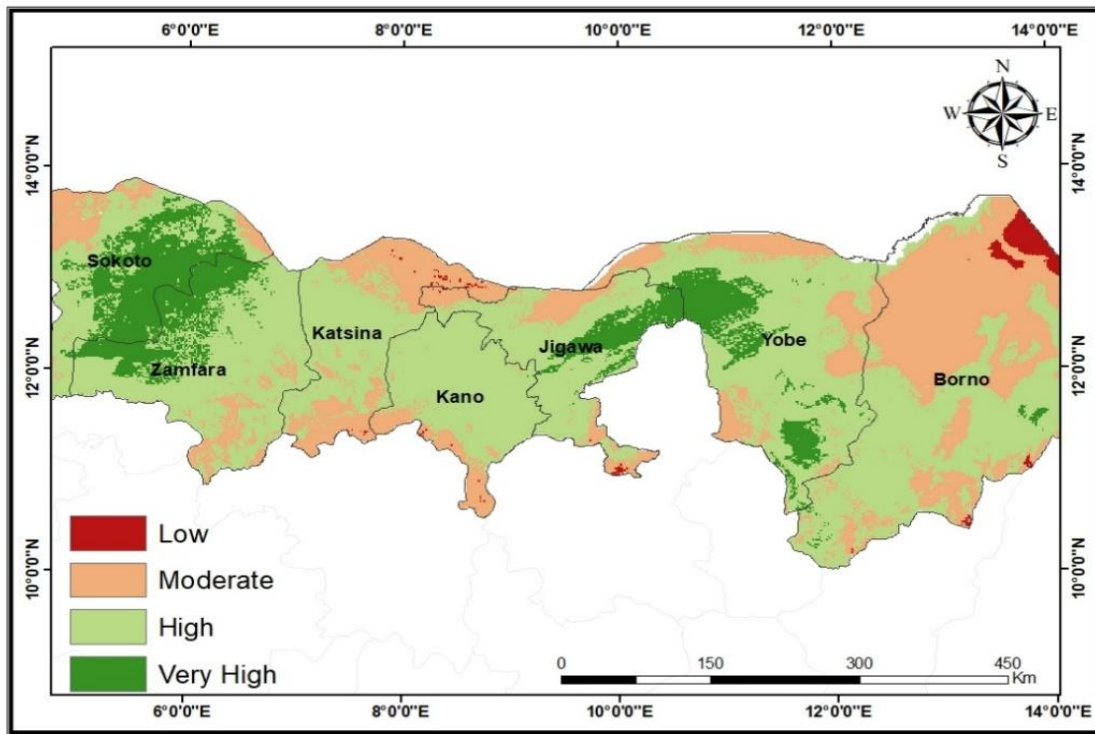 6°0'0"E 8°0'0"E 10°0'0"E 12°0'0"E 14°0'0"E
N
W E
S
14°0'0"N 14°0'0"N
Sokoto
Katsina
Jigawa Yobe
Zamfara
12°0'0"N 12°0'0"N
Kano Borno
Low
Moderate
10°0'0"N 10°0'0"N
High
Very High
0 150 300 450
Km
6°0'0"E 8°0'0"E 10°0'0"E 12°0'0"E 14°0'0"E